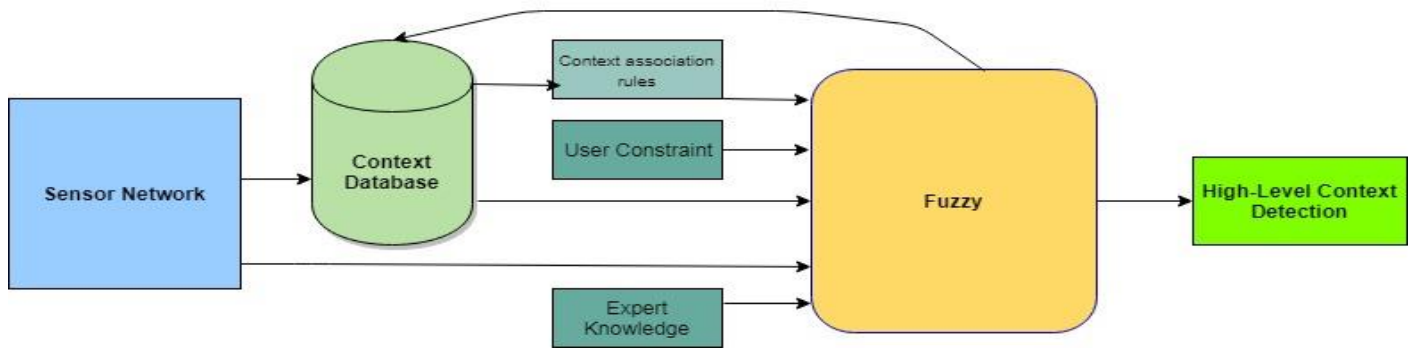 Sensor Network
Context
Database
Context association
rules
User Constraint
Expert
Knowledge
Fuzzy
High-Level Context
Detection